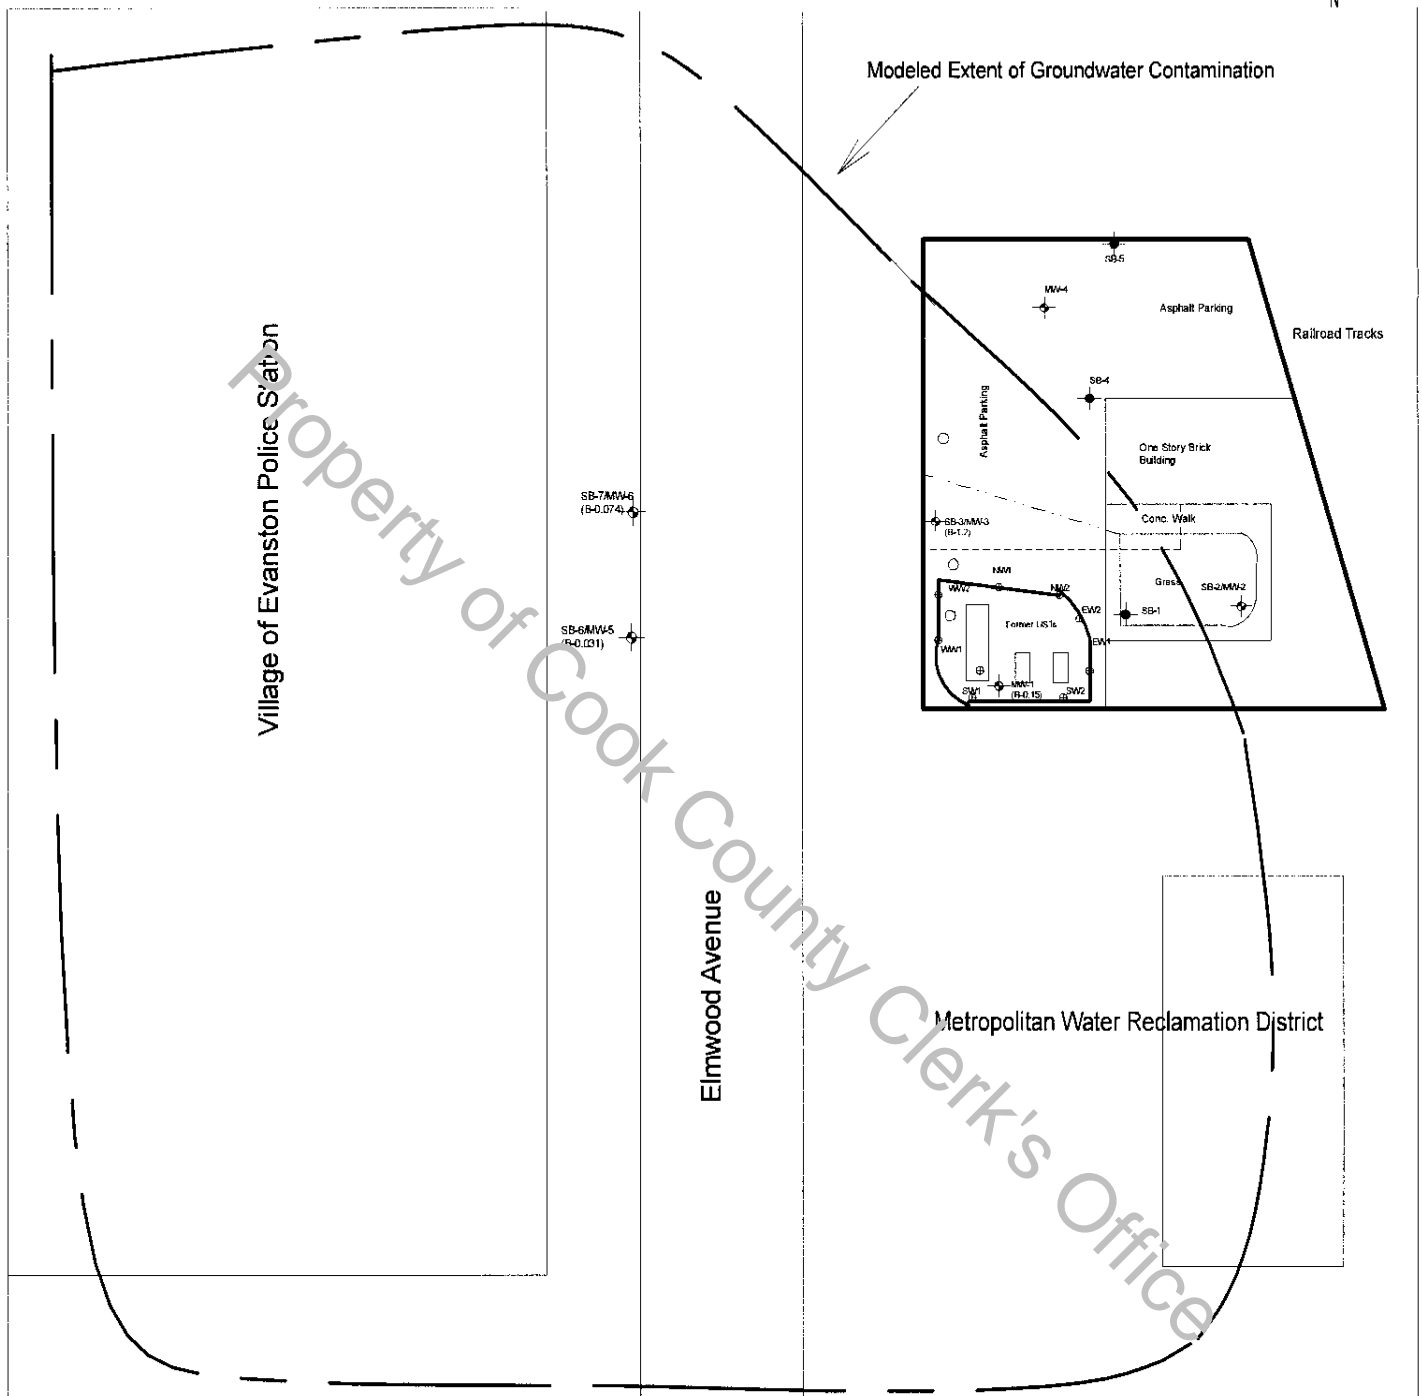 N
Modeled Extent of Groundwater Contamination
SB-5
MW-4
Asphalt Parking
Railroad Tracks
SB-4
Asphalt Parking
One Story Brick
Building
Village of Evanston Police Station
SB-7/MW-6
(B-0.074)
SB-3/MW-3
(B-1.2)
Conc. Walk
NW1
Grass
SB-2/MW-2
WW2
NW2
SB-1
EW2
Former USTs
SB-6/MW-5
(B-0.031)
WW1
EW1
SW1
MW-1
(B-0.15)
SW2
Elmwood Avenue
Metropolitan Water Reclamation District
Property of Cook County Clerk's Office